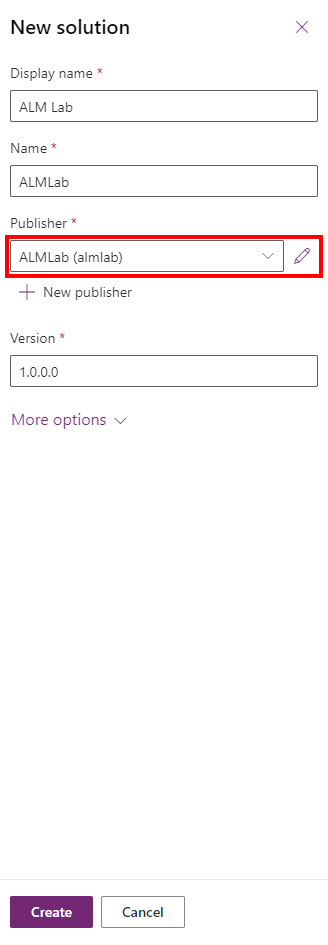 New solution
Display name *
ALM Lab
Name *
ALMLab
Publisher *
ALMLab (almlab)
New publisher
Version *
1.0.0.0
More options
Create Cancel